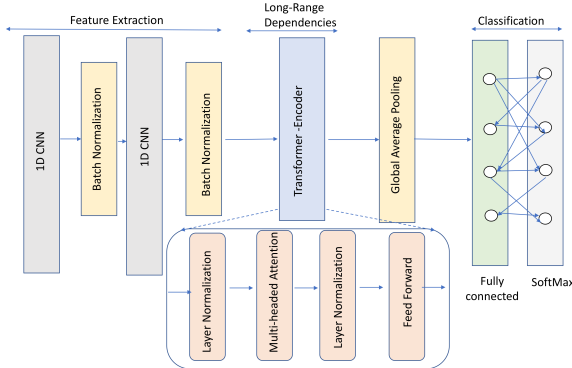 Feature Extraction
Long-Range
Dependencies
Classification
1D CNN
Batch Normalization
1D CNN
Batch Normalization
Transformer -Encoder
Global Average Pooling
Layer Normalization
Multi-headed Attention
Layer Normalization
Feed Forward
Fully
connected
SoftMax